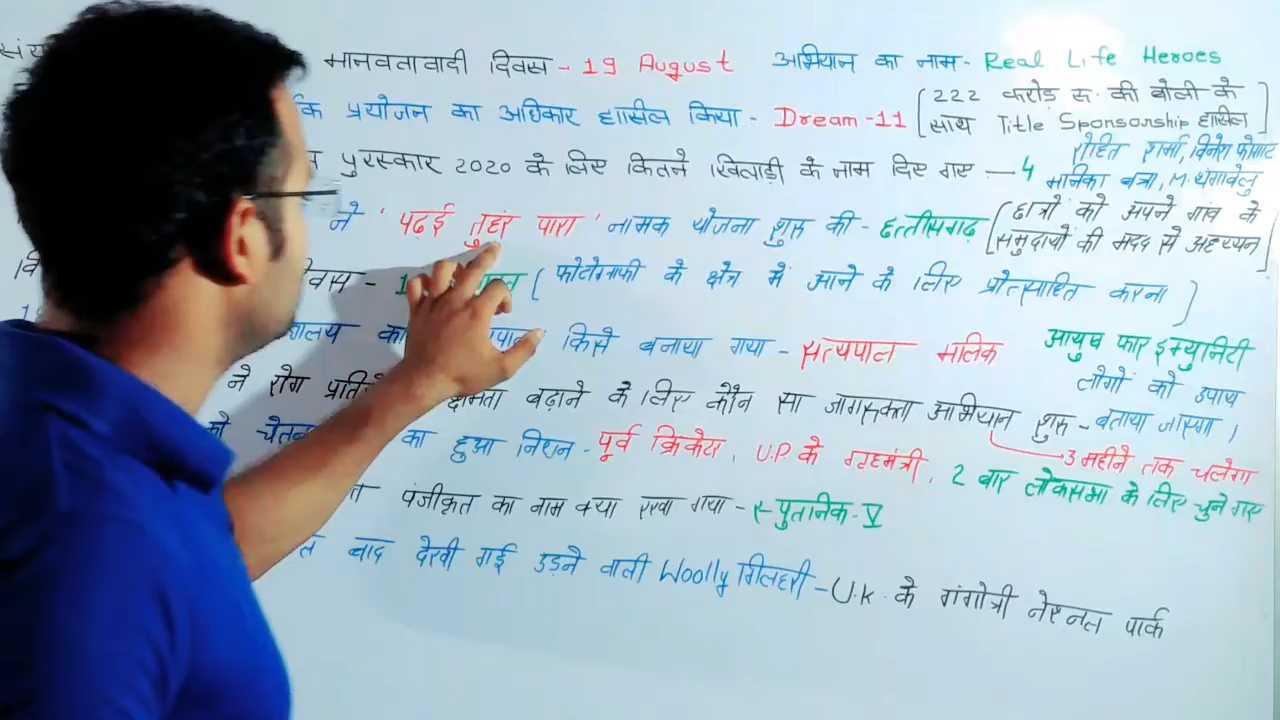 मानवतावादी दिवस - 19 August अभियान का नाम - Real Life Heroes
प्रयोजन का अधिकार हासिल किया - Dream-11 [222 करोड़ रु. की बोली के
साथ Title Sponsorship हासिल]
पुरस्कार 2020 के लिए कितने खिलाड़ी के नाम दिए गए — 4 रोहित शर्मा, विनेश फोगाट
मनिका बत्रा, M. थंगावेलु
ने 'पढ़ई तुहंर पारा' नामक योजना शुरू की - छत्तीसगढ़ [छात्रों को अपने गांव के
समुदायों की मदद से अध्ययन]
- 1 (फोटोग्राफी के क्षेत्र में आने के लिए प्रोत्साहित करना)
का किसे बनाया गया - सत्यपाल मलिक
आयुष फार इम्युनिटी
लोगों को उपाय
ने रोग क्षमता बढ़ाने के लिए कौन सा जागरूकता अभियान शुरू - बताया जाएगा।
3 महीने तक चलेगा
का हुआ निधन - पूर्व क्रिकेटर, U.P. के गृहमंत्री, 2 बार लोकसभा के लिए चुने गए
पंजीकृत का नाम क्या रखा गया - स्पुतनिक-V
बाद देखी गई उड़ने वाली Woolly गिलहरी - U.K. के गंगोत्री नेशनल पार्क